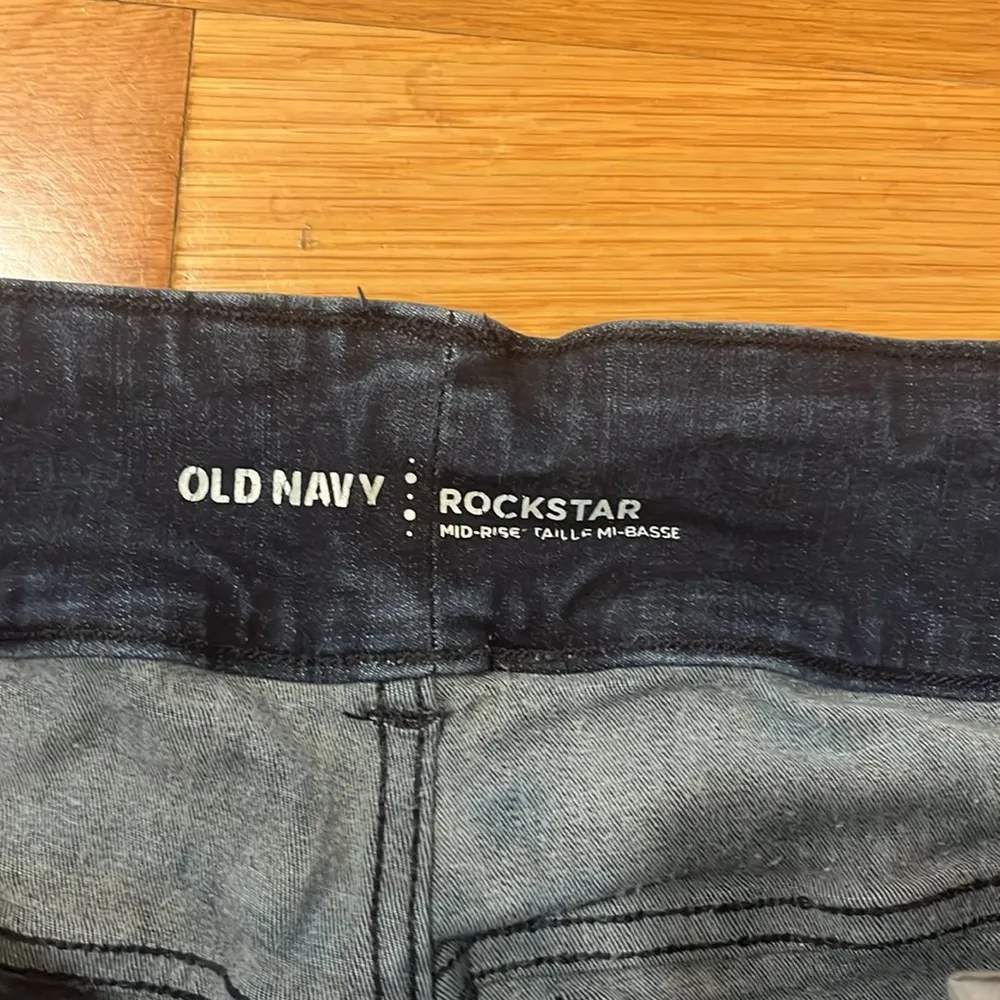 OLD NAVY
ROCKSTAR
MID-RISE TAILLE MI-BASSE